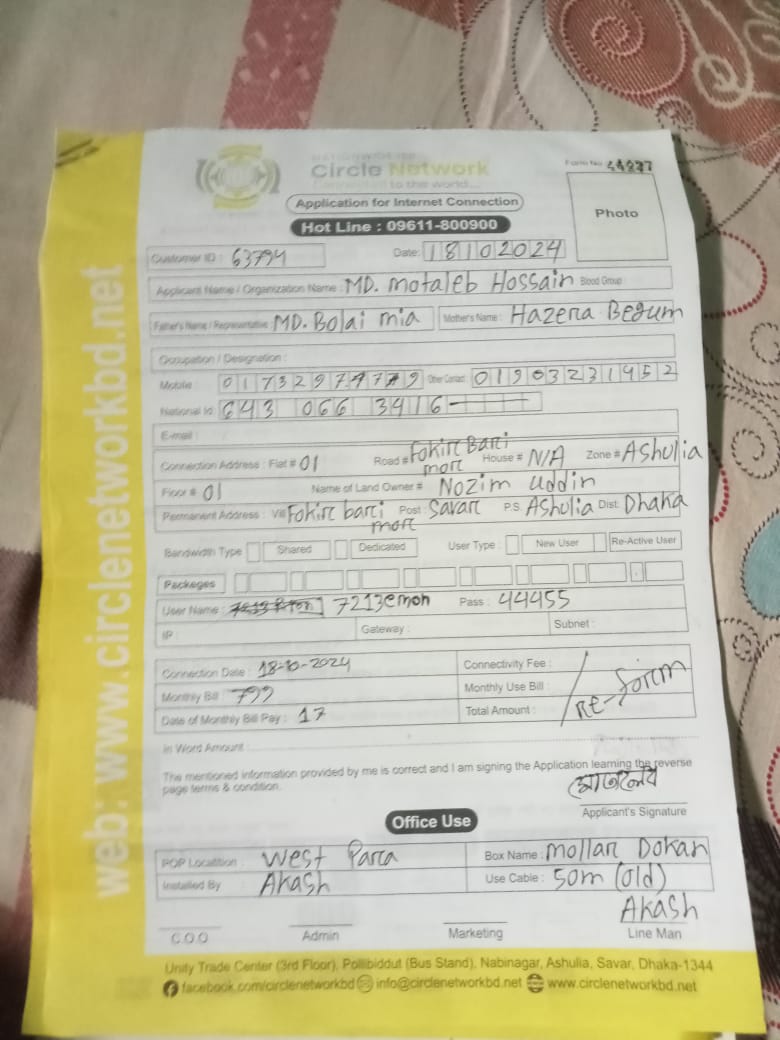 Circle Network
Connected to the world...
Form No 44237
Application for Internet Connection
Photo
Hot Line : 09611-800900
Customer ID : 63794 Date: 18102024
Applicant Name / Organization Name : MD. Motaleb Hossain Blood Group :
Father's Name / Representative MD. Bolai mia Mother's Name : Hazera Begum
Occupation / Designation :
Mobile : Other Contact : 01903231952
National Id : 643 066 3416
E-mail :
Connection Address : Flat # 01 Road # Fokir Bari mor House # N/A Zone # AShulia
Floor # 01 Name of Land Owner # Nozim uddin
Permanent Address : Vill Fokir bari mor Post : Savar P.S AShulia Dist: Dhaka
Bandwidth Type Shared Dedicated User Type : New User Re-Active User
Packeges
User Name : 7213emon Pass : 44455
IP : Gateway : Subnet :
Connection Date : 18-10-2024 Connectivity Fee :
Monthly Bill : 799 Monthly Use Bill :
Date of Monthly Bill Pay : 17 Total Amount : Re-Form
In Word Amount :
The mentioned information provided by me is correct and I am signing the Application learning the reverse
page terms & condition.
মোতালেব
Applicant's Signature
Office Use
POP Location : West Para Box Name : Mollar Dokan
Installed By Akash Use Cable : 50m (old)
Akash
C.O.O Admin Marketing Line Man
Unity Trade Center (3rd Floor), Pollibiddut (Bus Stand), Nabinagar, Ashulia, Savar, Dhaka-1344
facebook.com/circlenetworkbd info@circlenetworkbd.net www.circlenetworkbd.net
web: www.circlenetworkbd.net